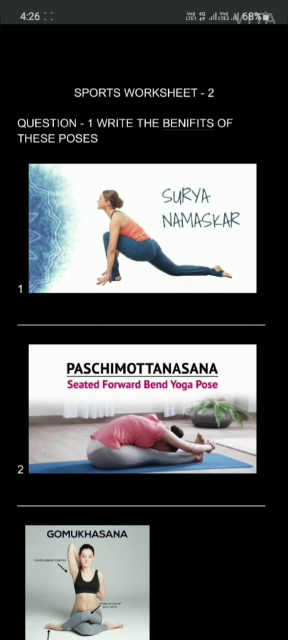 4:26
68%
SPORTS WORKSHEET - 2
QUESTION - 1 WRITE THE BENIFITS OF
THESE POSES
SURYA
NAMASKAR
1
PASCHIMOTTANASANA
Seated Forward Bend Yoga Pose
2
GOMUKHASANA